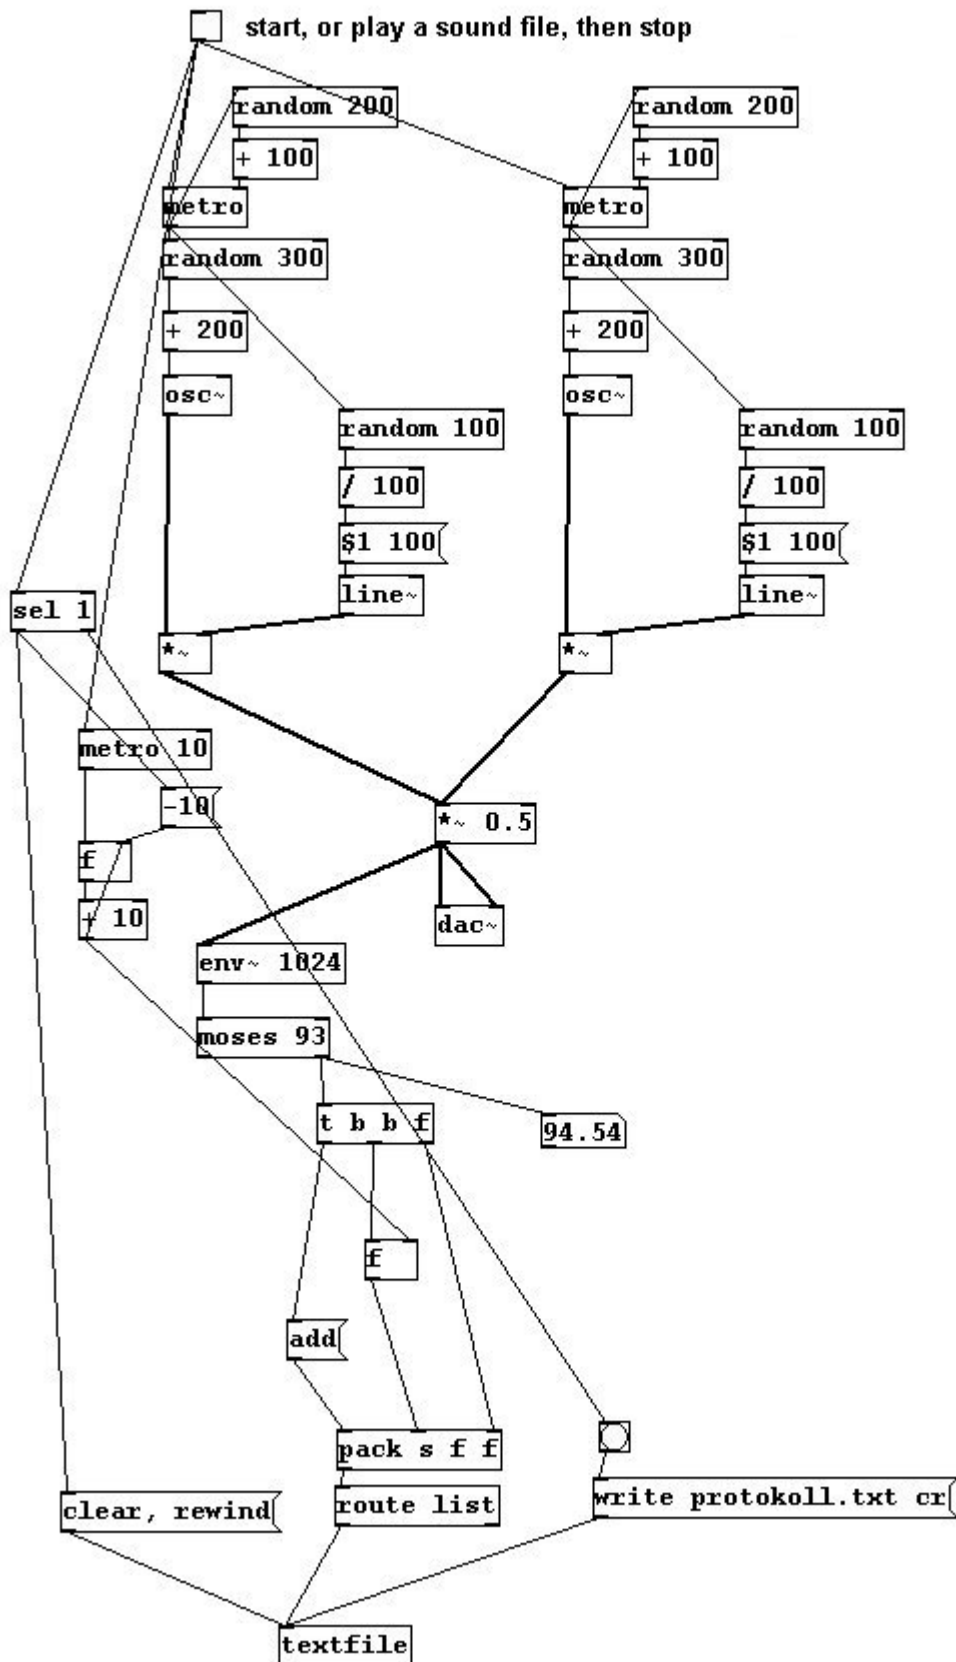 start, or play a sound file, then stop
random 200
random 200
+ 100
+ 100
metro
metro
random 300
random 300
+ 200
+ 200
osc~
osc~
random 100
random 100
/ 100
/ 100
$1 100
$1 100
line~
line~
sel 1
*~
*~
metro 10
-10
*~ 0.5
f
+ 10
dac~
env~ 1024
moses 93
t b b f
94.54
f
add
pack s f f
write protokoll.txt cr
route list
clear, rewind
textfile